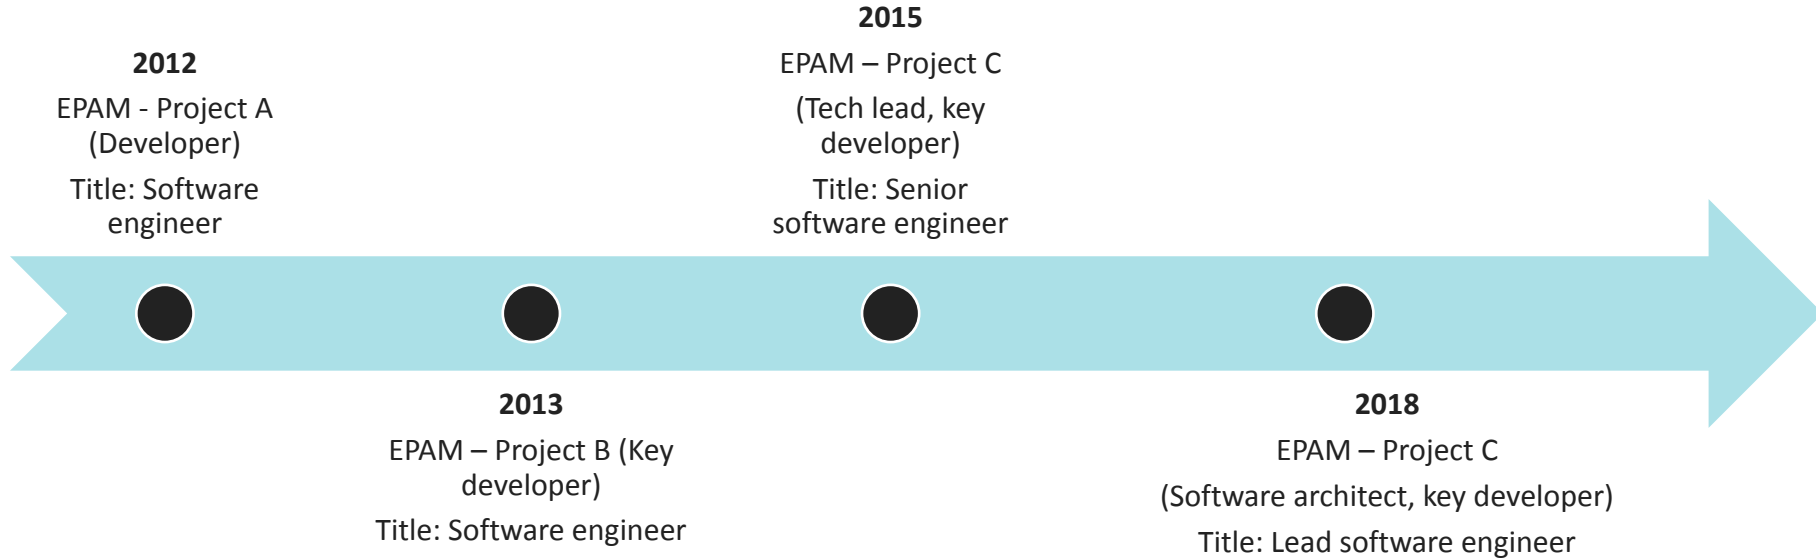 2012
EPAM - Project A
(Developer)
Title: Software
engineer
2013
EPAM – Project B (Key
developer)
Title: Software engineer
2015
EPAM – Project C
(Tech lead, key
developer)
Title: Senior
software engineer
2018
EPAM – Project C
(Software architect, key developer)
Title: Lead software engineer